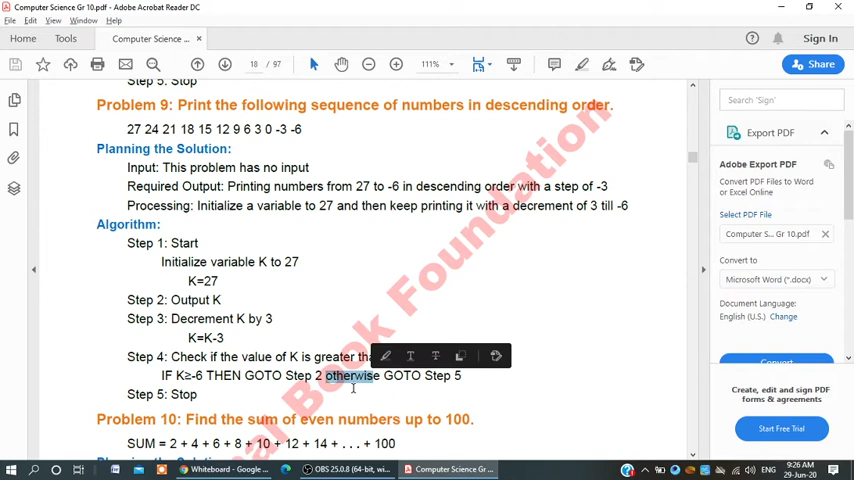 Computer Science Gr 10.pdf - Adobe Acrobat Reader DC
File Edit View Window Help
Home Tools Computer Science ... × Sign In
18 / 97 111% Share
Step 5: Stop
Problem 9: Print the following sequence of numbers in descending order.
27 24 21 18 15 12 9 6 3 0 -3 -6
Planning the Solution:
Input: This problem has no input
Required Output: Printing numbers from 27 to -6 in descending order with a step of -3
Processing: Initialize a variable to 27 and then keep printing it with a decrement of 3 till -6
Algorithm:
Step 1: Start
Initialize variable K to 27
K=27
Step 2: Output K
Step 3: Decrement K by 3
K=K-3
Step 4: Check if the value of K is greater tha
IF K≥-6 THEN GOTO Step 2 otherwise GOTO Step 5
Step 5: Stop
Problem 10: Find the sum of even numbers up to 100.
SUM = 2 + 4 + 6 + 8 + 10 + 12 + 14 + . . . + 100
Book Foundation
Search 'Sign'
Export PDF
Adobe Export PDF
Convert PDF Files to Word
or Excel Online
Select PDF File
Computer S... Gr 10.pdf
Convert to
Microsoft Word (*.docx)
Document Language:
English (U.S.) Change
Convert
Create, edit and sign PDF
forms & agreements
Start Free Trial
Whiteboard - Google ...
OBS 25.0.8 (64-bit, wi...
Computer Science Gr ...
9:26 AM
29-Jun-20